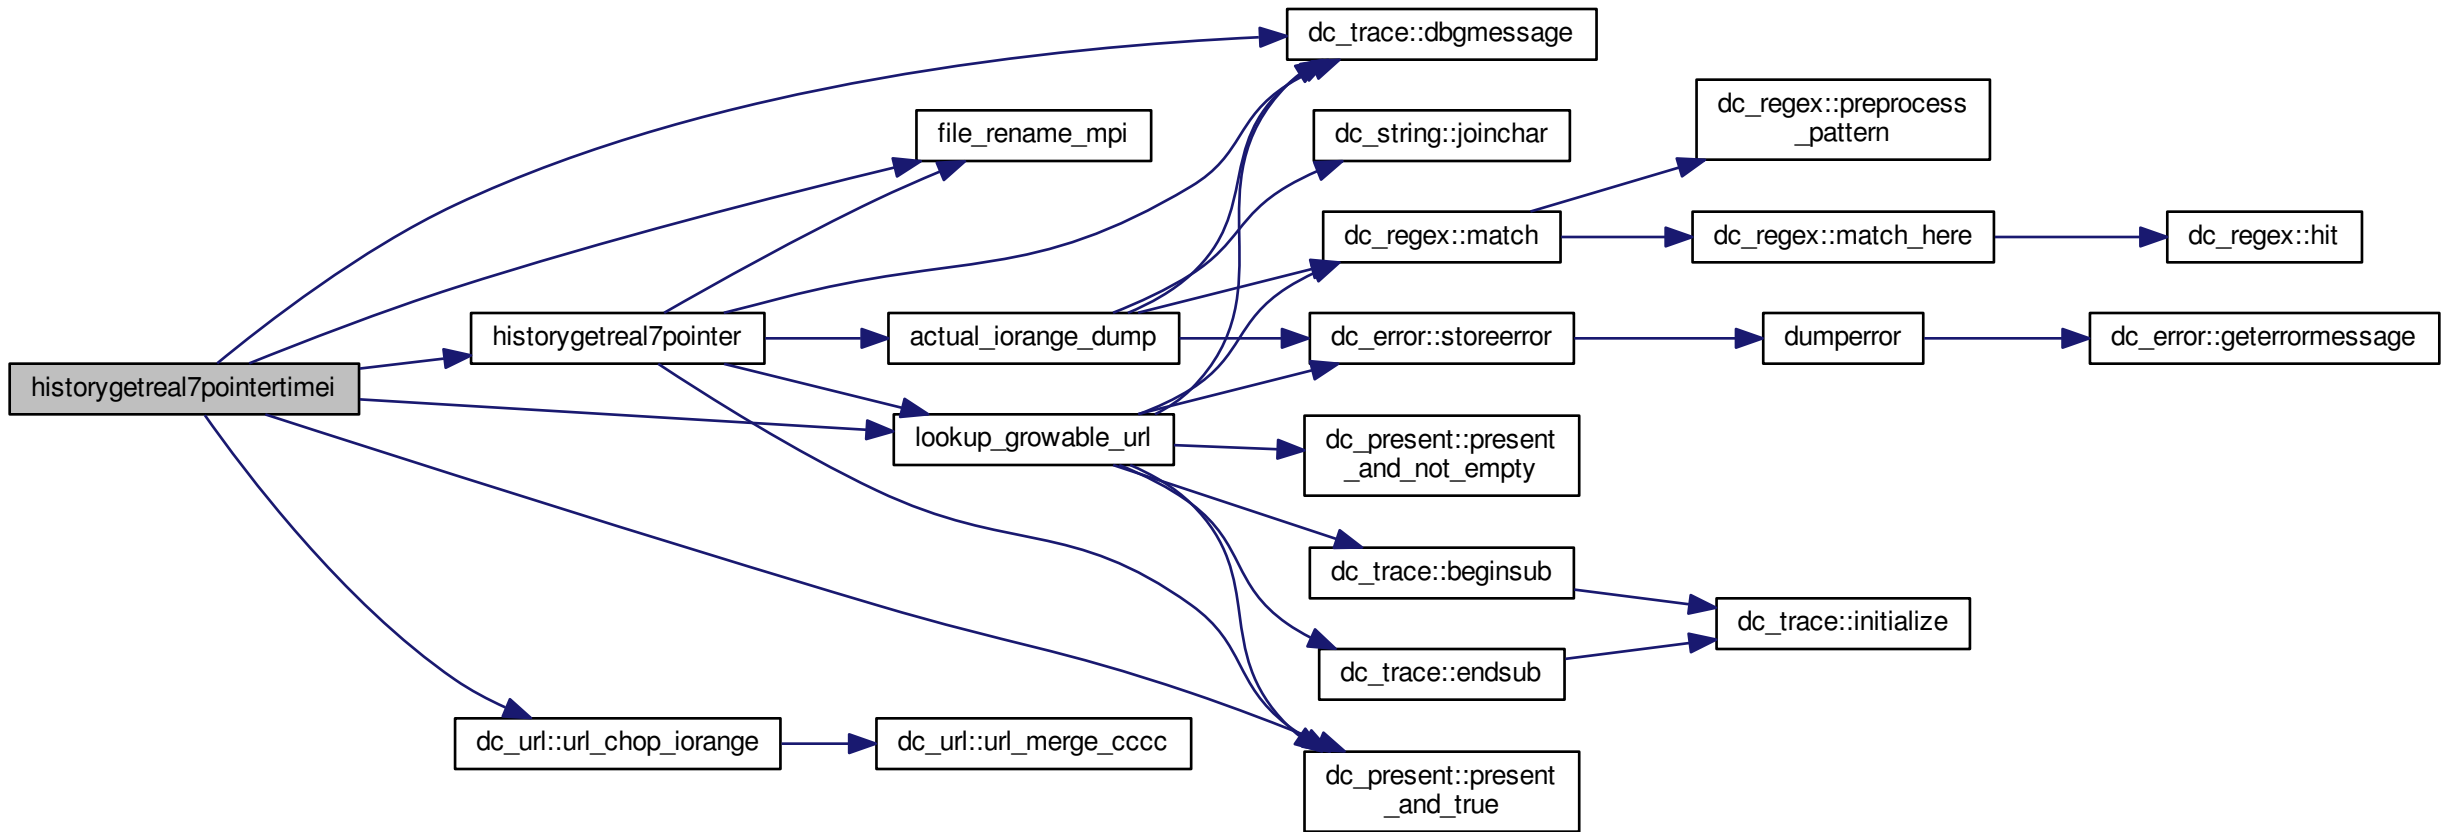 dc_trace::dbgmessage
dc_regex::preprocess
_pattern
file_rename_mpi
dc_string::joinchar
dc_regex::match
dc_regex::match_here
dc_regex::hit
historygetreal7pointer
actual_iorange_dump
dc_error::storeerror
dumperror
dc_error::geterrormessage
historygetreal7pointertimei
lookup_growable_url
dc_present::present
_and_not_empty
dc_trace::beginsub
dc_trace::initialize
dc_trace::endsub
dc_url::url_chop_iorange
dc_url::url_merge_cccc
dc_present::present
_and_true